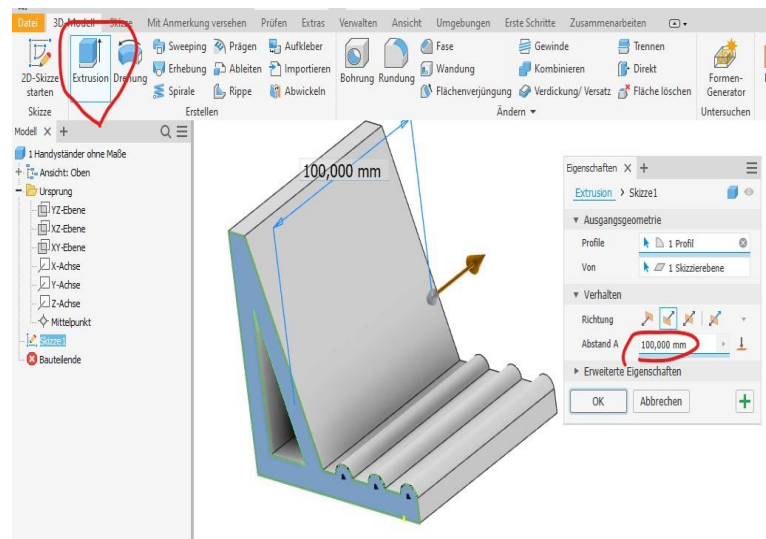 Datei 3D-Modell Skizze Mit Anmerkung versehen Prüfen Extras Verwalten Ansicht Umgebungen Erste Schritte Zusammenarbeiten
Sweeping Prägen Aufkleber Fase Gewinde Trennen
2D-Skizze Extrusion Drehung Erhebung Ableiten Importieren Bohrung Rundung Wandung Kombinieren Direkt Formen-
starten Spirale Rippe Abwickeln Flächenverjüngung Verdickung/ Versatz Fläche löschen Generator
Skizze Erstellen Ändern Untersuchen
Modell X +
1 Handyständer ohne Maße
Ansicht: Oben
Ursprung
YZ-Ebene
XZ-Ebene
XY-Ebene
X-Achse
Y-Achse
Z-Achse
Mittelpunkt
Skizze1
Bauteilende
100,000 mm
Eigenschaften X +
Extrusion > Skizze1
Ausgangsgeometrie
Profile 1 Profil
Von 1 Skizzierebene
Verhalten
Richtung
Abstand A 100,000 mm
Erweiterte Eigenschaften
OK Abbrechen +